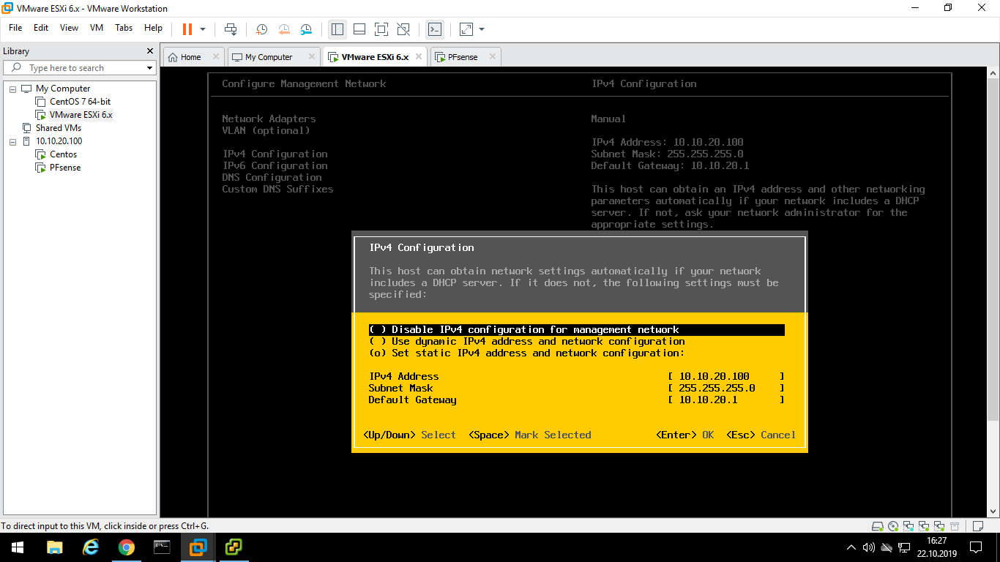 VMware ESXi 6.x - VMware Workstation
File Edit View VM Tabs Help
Library
Type here to search
My Computer
CentOS 7 64-bit
VMware ESXi 6.x
Shared VMs
10.10.20.100
Centos
PFsense
Home My Computer VMware ESXi 6.x PFsense
Configure Management Network IPv4 Configuration
Network Adapters Manual
VLAN (optional)
IPv4 Address: 10.10.20.100
IPv4 Configuration Subnet Mask: 255.255.255.0
IPv6 Configuration Default Gateway: 10.10.20.1
DNS Configuration
Custom DNS Suffixes This host can obtain an IPv4 address and other networking
parameters automatically if your network includes a DHCP
server. If not, ask your network administrator for the
appropriate settings.
IPv4 Configuration
This host can obtain network settings automatically if your network
includes a DHCP server. If it does not, the following settings must be
specified:
( ) Disable IPv4 configuration for management network
( ) Use dynamic IPv4 address and network configuration
(o) Set static IPv4 address and network configuration:
IPv4 Address [ 10.10.20.100 ]
Subnet Mask [ 255.255.255.0 ]
Default Gateway [ 10.10.20.1 ]
<Up/Down> Select <Space> Mark Selected <Enter> OK <Esc> Cancel
To direct input to this VM, click inside or press Ctrl+G.
16:27
22.10.2019